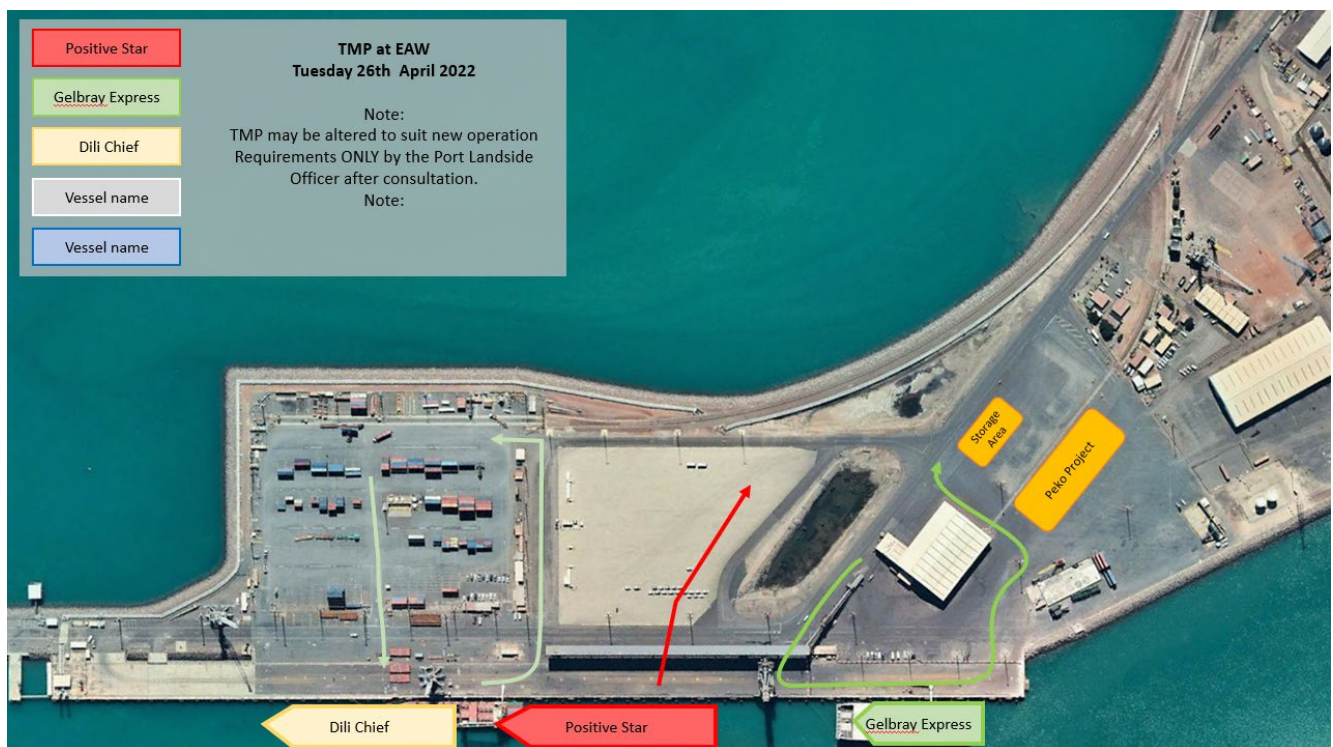 Positive Star
Gelbray Express
Dili Chief
Vessel name
Vessel name
TMP at EAW
Tuesday 26th  April 2022
Note:
TMP may be altered to suit new operation
Requirements ONLY by the Port Landside
Officer after consultation.
Note:
Storage
Area
Peko Project
Dili Chief
Positive Star
Gelbray Express